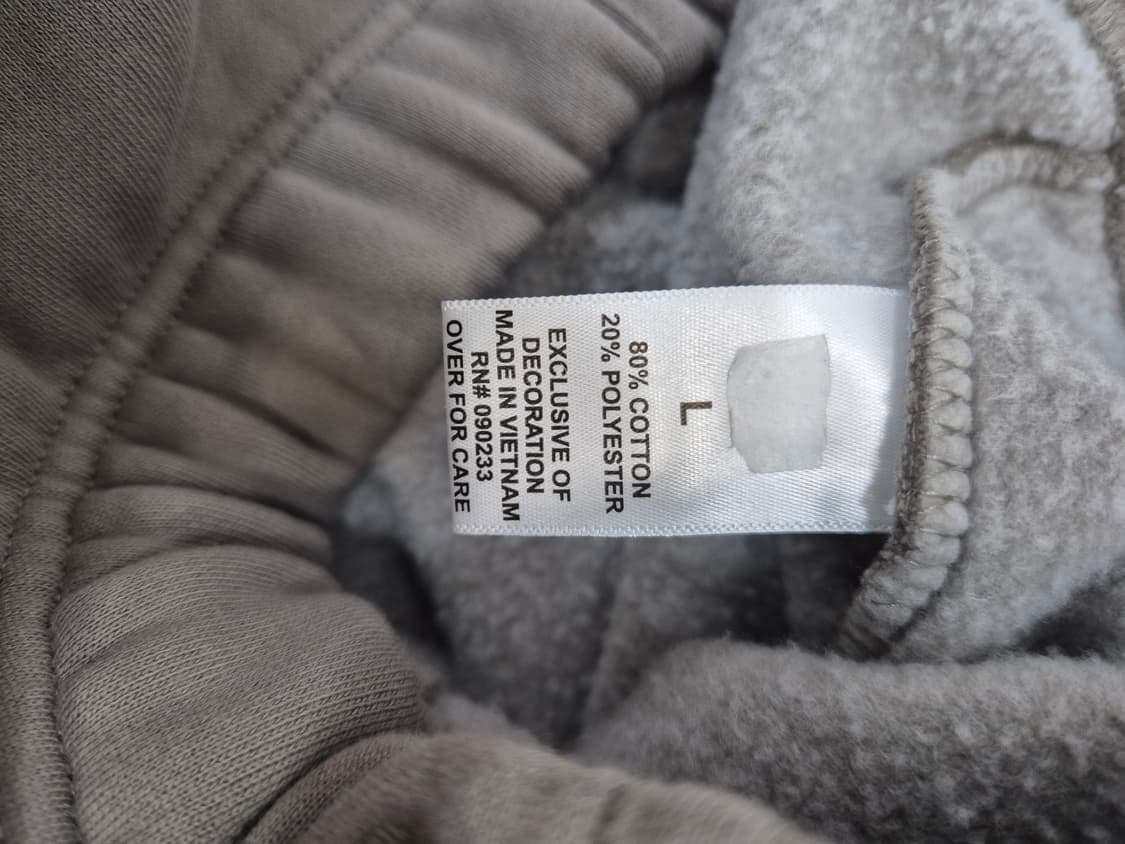 L
80% COTTON
20% POLYESTER
EXCLUSIVE OF
DECORATION
MADE IN VIETNAM
RN# 090233
OVER FOR CARE